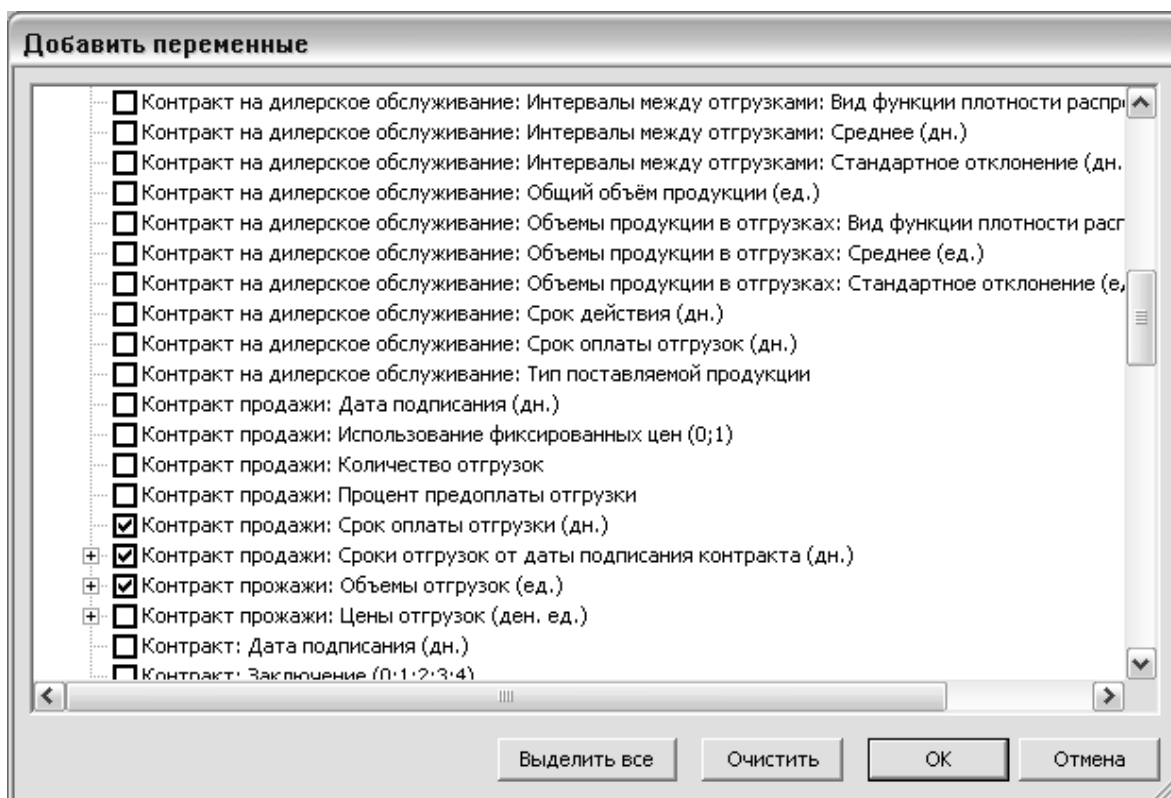 Добавить переменные
Контракт на дилерское обслуживание: Интервалы между отгрузками: Вид функции плотности
Контракт на дилерское обслуживание: Интервалы между отгрузками: Среднее (дн.)
Контракт на дилерское обслуживание: Интервалы между отгрузками: Стандартное отклонение (дн.
Контракт на дилерское обслуживание: Общий объём продукции (ед.)
Контракт на дилерское обслуживание: Объемы продукции в отгрузках: Вид функции плотности
Контракт на дилерское обслуживание: Объемы продукции в отгрузках: Среднее (ед.)
Контракт на дилерское обслуживание: Объемы продукции в отгрузках: Стандартное отклонение
Контракт на дилерское обслуживание: Срок действия (дн.)
Контракт на дилерское обслуживание: Срок оплаты отгрузок (дн.)
Контракт на дилерское обслуживание: Тип поставляемой продукции
Контракт продажи: Дата подписания (дн.)
Контракт продажи: Использование фиксированных цен (0;1)
Контракт продажи: Количество отгрузок
Контракт продажи: Процент предоплаты отгрузки
Контракт продажи: Срок оплаты отгрузки (дн.)
Контракт продажи: Сроки отгрузок от даты подписания контракта (дн.)
Контракт прожажи: Объемы отгрузок (ед.)
Контракт прожажи: Цены отгрузок (ден. ед.)
Контракт: Дата подписания (дн.)
Контракт: Заключение (0;1;2;3;4)
Выделить все Очистить OK Отмена